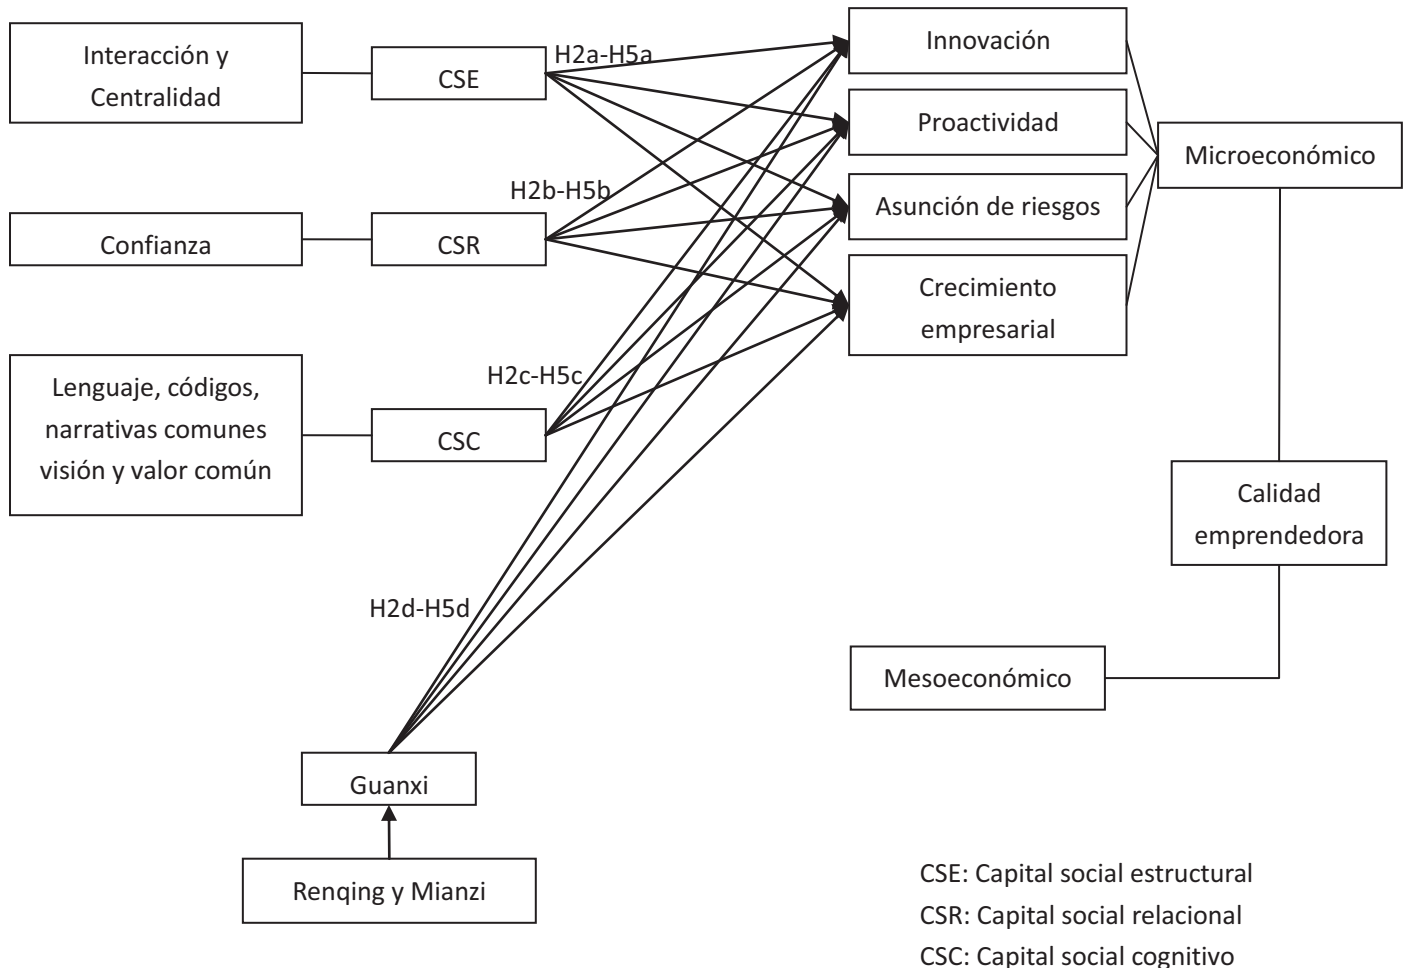 Interacción y
Centralidad
CSE
H2a-H5a
Innovación
Proactividad
Microeconómico
H2b-H5b
Asunción de riesgos
Confianza
CSR
Crecimiento
empresarial
H2c-H5c
Lenguaje, códigos,
narrativas comunes
visión y valor común
CSC
Calidad
emprendedora
H2d-H5d
Mesoeconómico
Guanxi
Renqing y Mianzi
CSE: Capital social estructural
CSR: Capital social relacional
CSC: Capital social cognitivo